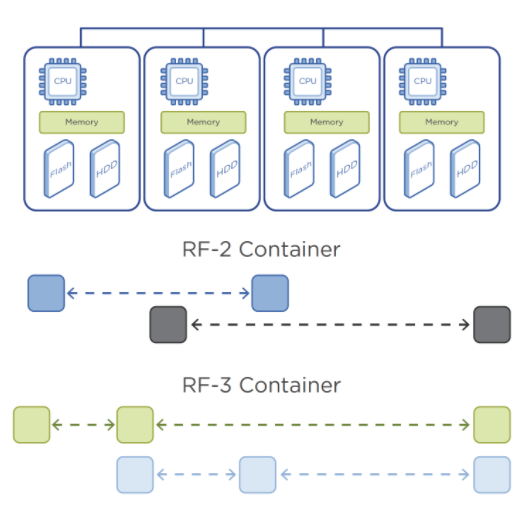 CPU CPU CPU CPU
Memory Memory Memory Memory
Flash HDD Flash HDD Flash HDD Flash HDD
RF-2 Container
RF-3 Container